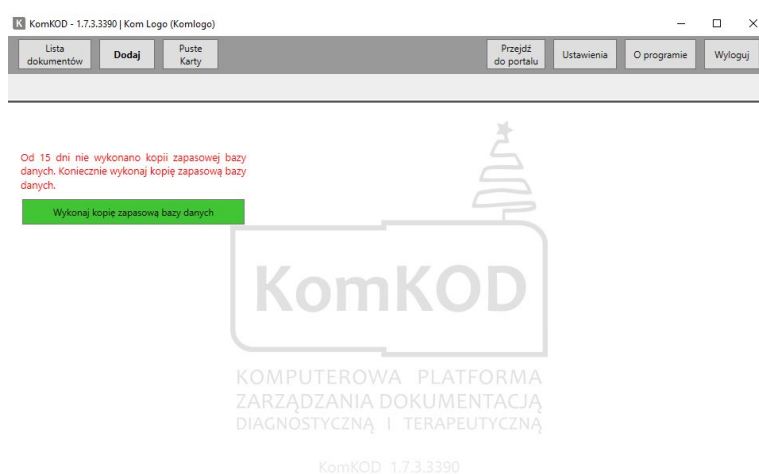 K KomKOD - 1.7.3.3390 | Kom Logo (Komlogo)
Lista
dokumentów
Dodaj
Puste
Karty
Przejdź
do portalu
Ustawienia
O programie
Wyloguj
Od 15 dni nie wykonano kopii zapasowej bazy
danych. Koniecznie wykonaj kopię zapasową bazy
danych.
Wykonaj kopię zapasową bazy danych
KomKOD
KOMPUTEROWA PLATFORMA
ZARZĄDZANIA DOKUMENTACJĄ
DIAGNOSTYCZNĄ I TERAPEUTYCZNĄ
KomKOD 1.7.3.3390